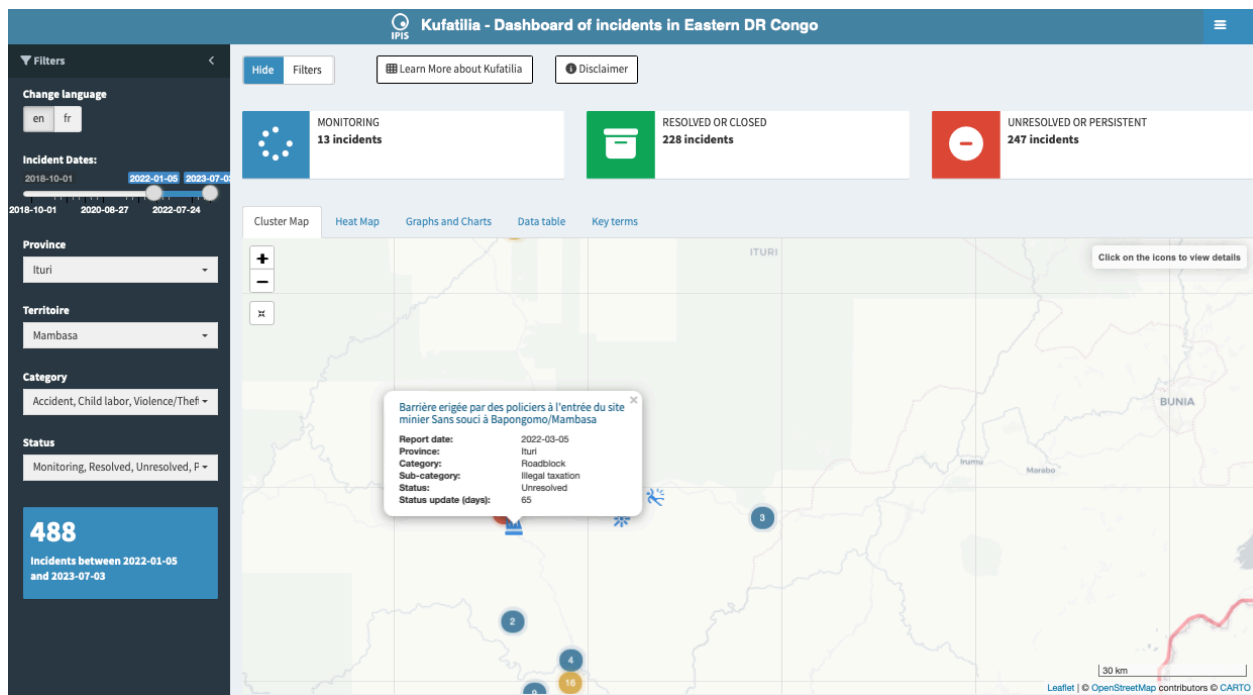 IPIS
Kufatilia - Dashboard of incidents in Eastern DR Congo
Filters
Change language
en fr
Incident Dates:
2018-10-01 2022-01-05 2023-07-03
2018-10-01 2020-08-27 2022-07-24
Province
Ituri
Territoire
Mambasa
Category
Accident, Child labor, Violence/Theft
Status
Monitoring, Resolved, Unresolved, P
488
Incidents between 2022-01-05
and 2023-07-03
Hide Filters
Learn More about Kufatilia
Disclaimer
MONITORING
13 incidents
RESOLVED OR CLOSED
228 incidents
UNRESOLVED OR PERSISTENT
247 incidents
Cluster Map Heat Map Graphs and Charts Data table Key terms
+
−
ITURI
Click on the icons to view details
Barrière erigée par des policiers à l'entrée du site
minier Sans souci à Bapongomo/Mambasa
×
Report date: 2022-03-05
Province: Ituri
Category: Roadblock
Sub-category: Illegal taxation
Status: Unresolved
Status update (days): 65
BUNIA
Irumu
Marabo
3
2
4
16
9
30 km
Leaflet | © OpenStreetMap contributors © CARTO